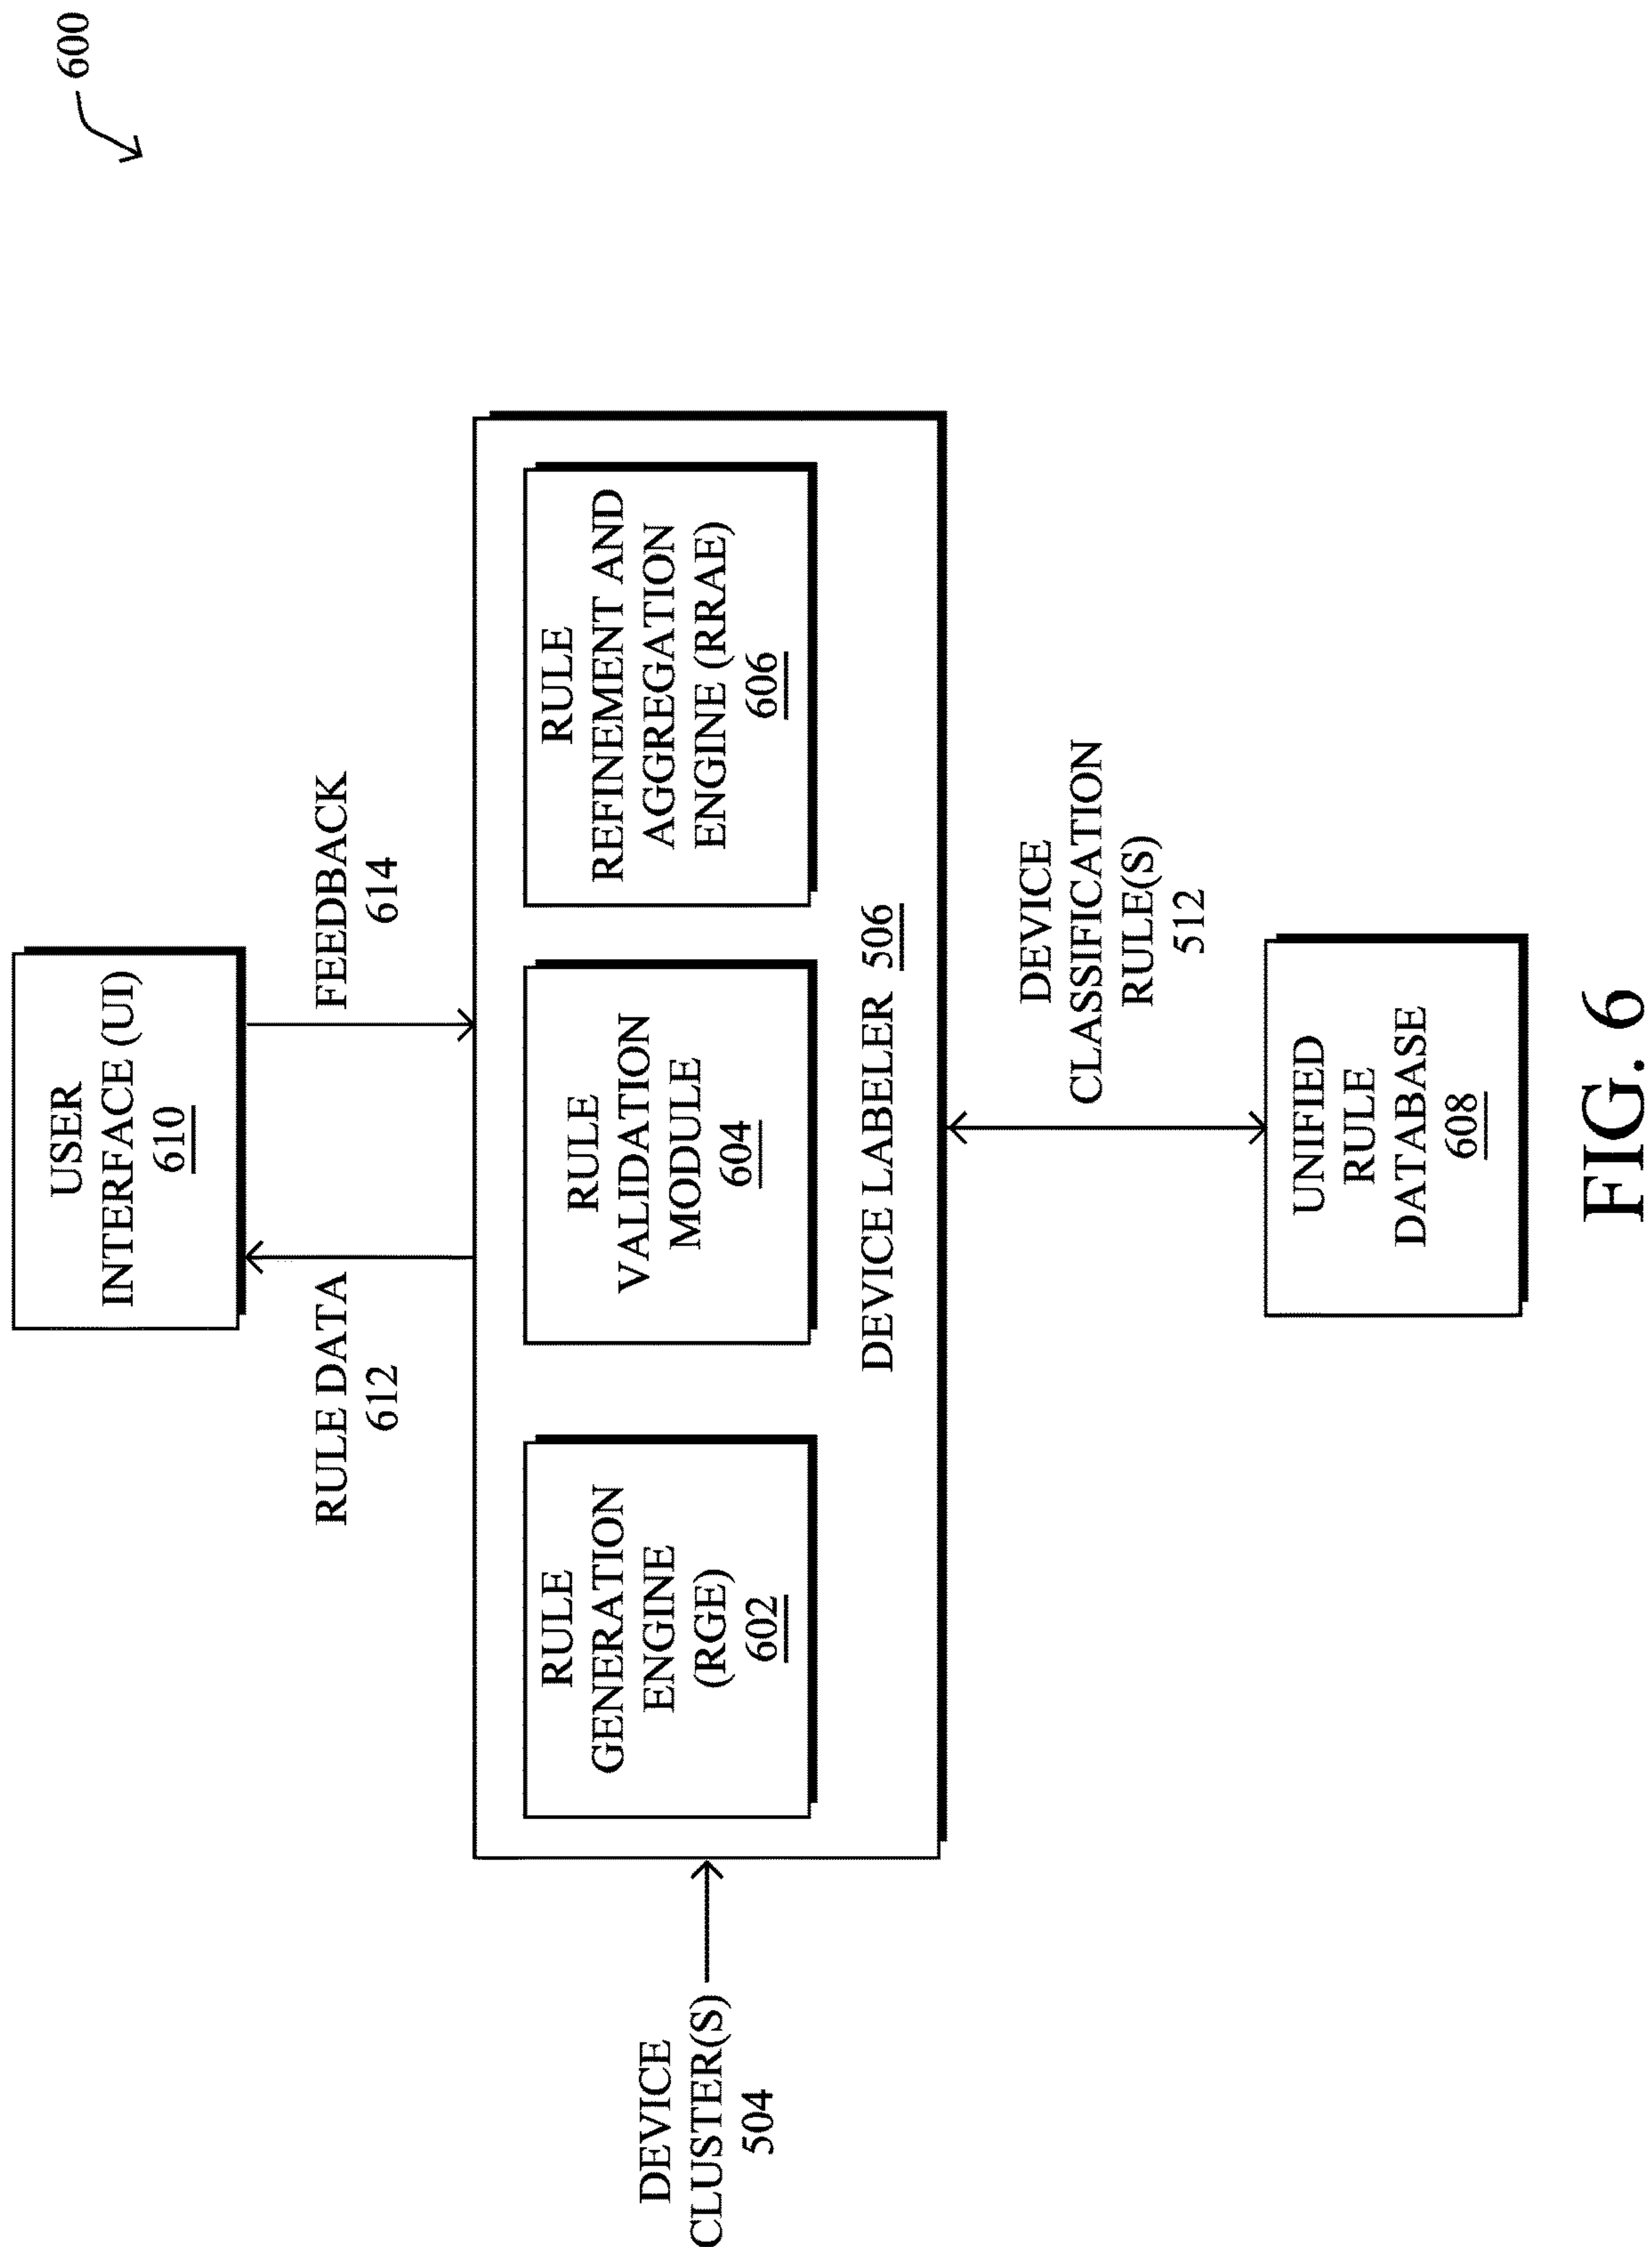 600
USER
INTERFACE (UI)
610
RULE DATA
612
FEEDBACK
614
DEVICE
CLUSTER(S)
504
RULE
GENERATION
ENGINE
(RGE)
602
RULE
VALIDATION
MODULE
604
RULE
REFINEMENT AND
AGGREGATION
ENGINE (RRAE)
606
DEVICE LABELER 506
DEVICE
CLASSIFICATION
RULE(S)
512
UNIFIED
RULE
DATABASE
608
FIG. 6